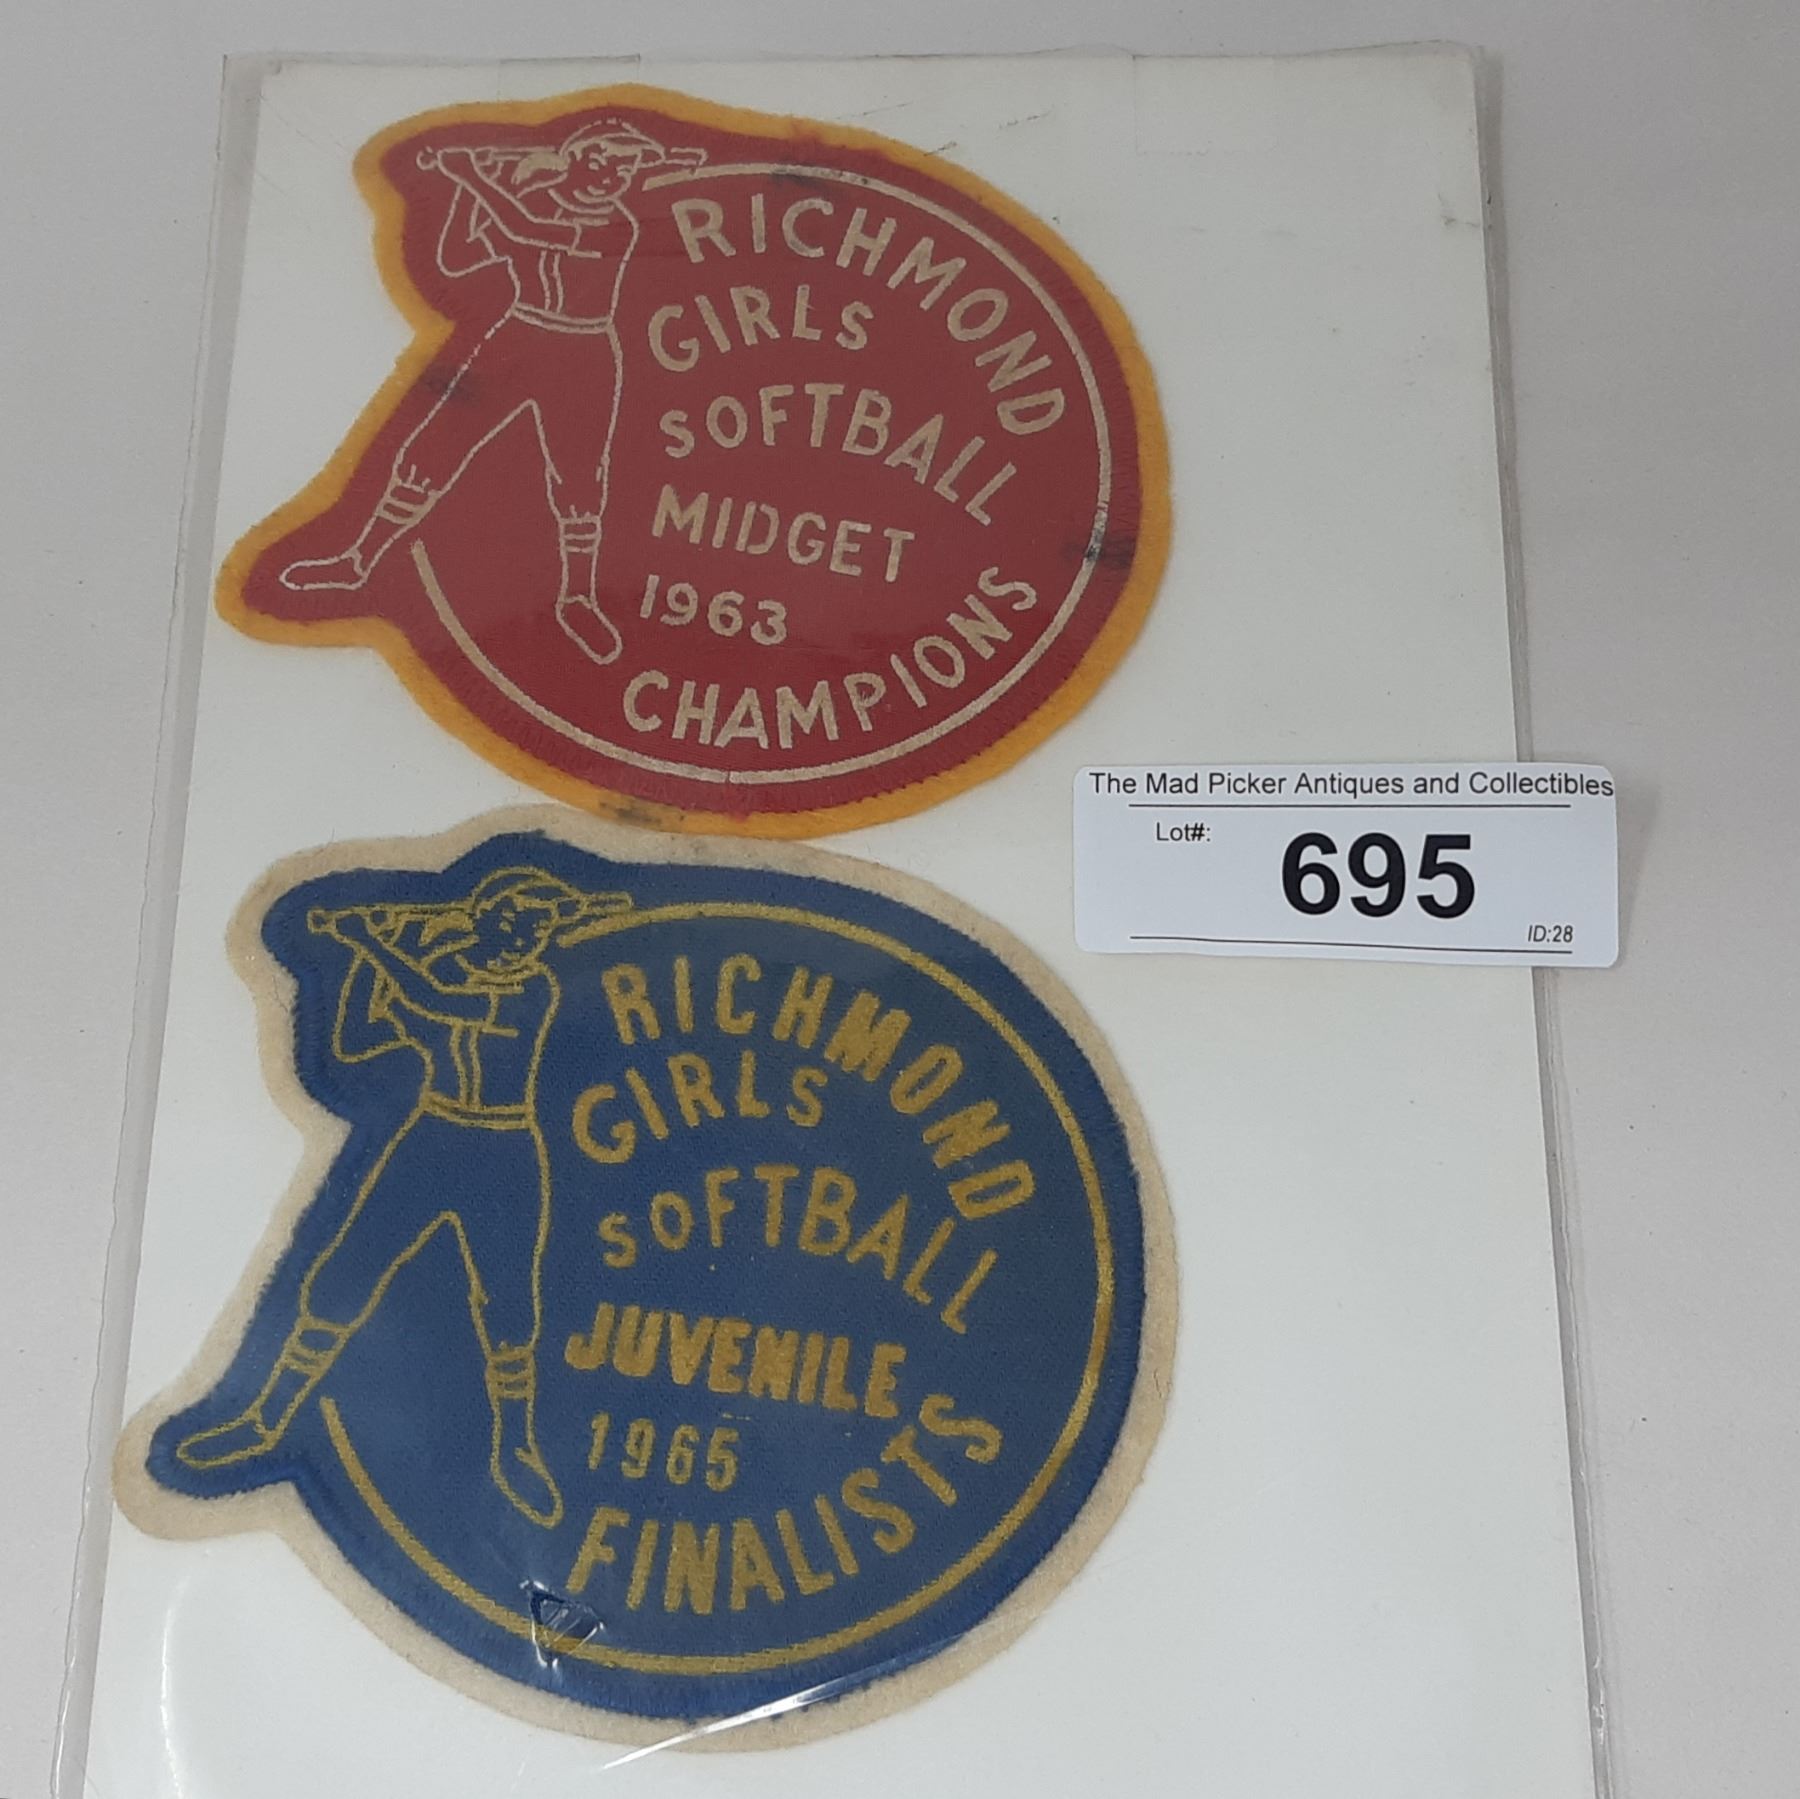 RICHMOND
GIRLS
SOFTBALL
MIDGET
1963
CHAMPIONS
The Mad Picker Antiques and Collectibles
Lot#:
695
ID:28
RICHMOND
GIRLS
SOFTBALL
JUVENILE
1965
FINALISTS